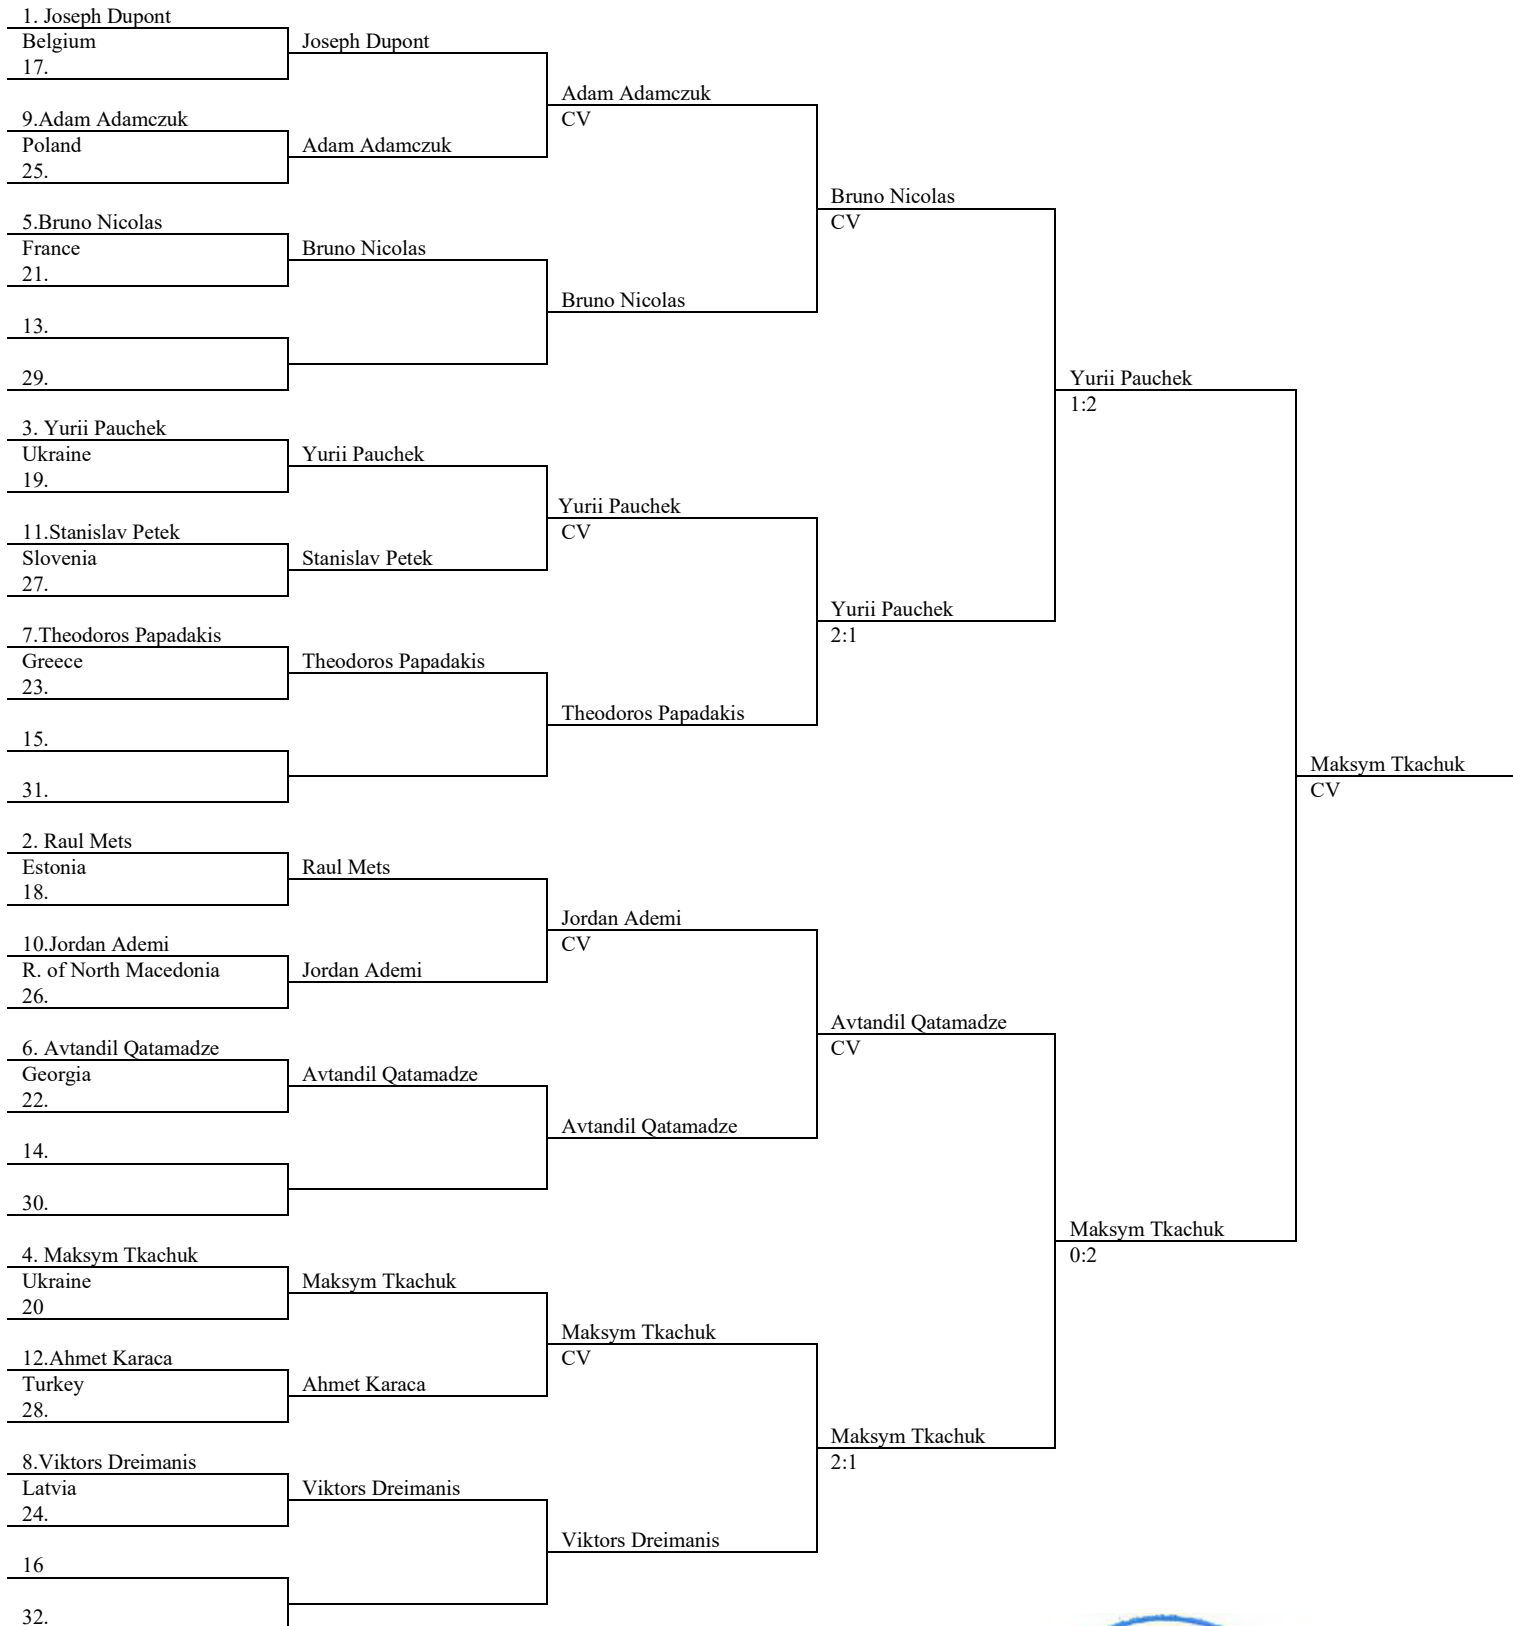 1. Joseph Dupont
Belgium
17.
9.Adam Adamczuk
Poland
25.
5.Bruno Nicolas
France
21.
13.
29.
3. Yurii Pauchek
Ukraine
19.
11.Stanislav Petek
Slovenia
27.
7.Theodoros Papadakis
Greece
23.
15.
31.
2. Raul Mets
Estonia
18.
10.Jordan Ademi
R. of North Macedonia
26.
6. Avtandil Qatamadze
Georgia
22.
14.
30.
4. Maksym Tkachuk
Ukraine
20
12.Ahmet Karaca
Turkey
28.
8.Viktors Dreimanis
Latvia
24.
16
32.
Joseph Dupont
Adam Adamczuk
Bruno Nicolas
Yurii Pauchek
Stanislav Petek
Theodoros Papadakis
Raul Mets
Jordan Ademi
Avtandil Qatamadze
Maksym Tkachuk
Ahmet Karaca
Viktors Dreimanis
Adam Adamczuk
CV
Bruno Nicolas
Yurii Pauchek
CV
Theodoros Papadakis
Jordan Ademi
CV
Avtandil Qatamadze
Maksym Tkachuk
CV
Viktors Dreimanis
Bruno Nicolas
CV
Yurii Pauchek
2:1
Avtandil Qatamadze
CV
Maksym Tkachuk
2:1
Yurii Pauchek
1:2
Maksym Tkachuk
0:2
Maksym Tkachuk
CV